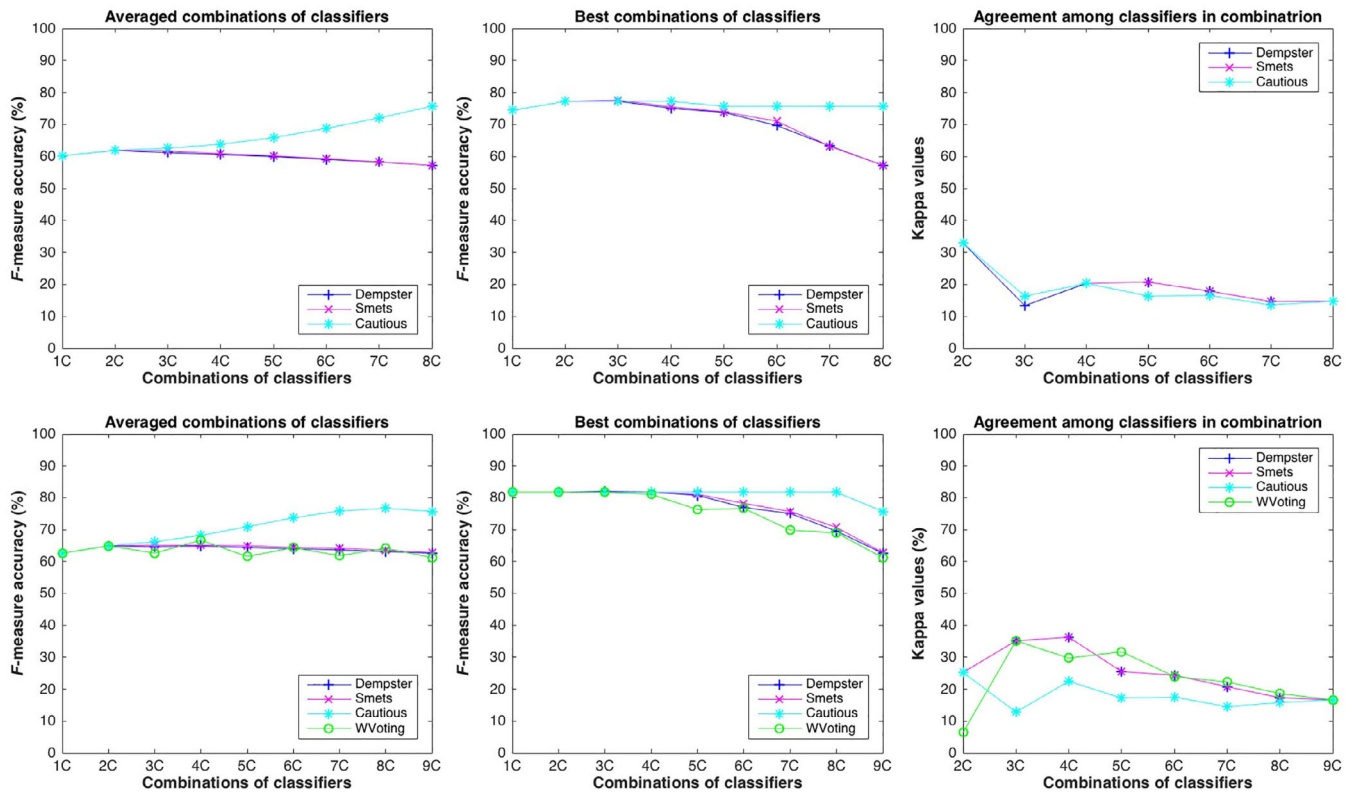 Averaged combinations of classifiers
100
90
80
70
60
50
40
30
20
10
0
F-measure accuracy (%)
Dempster
Smets
Cautious
1C 2C 3C 4C 5C 6C 7C 8C
Combinations of classifiers
Best combinations of classifiers
100
90
80
70
60
50
40
30
20
10
0
F-measure accuracy (%)
Dempster
Smets
Cautious
1C 2C 3C 4C 5C 6C 7C 8C
Combinations of classifiers
Agreement among classifiers in combinatrion
100
90
80
70
60
50
40
30
20
10
0
Kappa values
Dempster
Smets
Cautious
2C 3C 4C 5C 6C 7C 8C
Combinations of classifiers
Averaged combinations of classifiers
100
90
80
70
60
50
40
30
20
10
0
F-measure accuracy (%)
Dempster
Smets
Cautious
WVoting
1C 2C 3C 4C 5C 6C 7C 8C 9C
Combinations of classifiers
Best combinations of classifiers
100
90
80
70
60
50
40
30
20
10
0
F-measure accuracy (%)
Dempster
Smets
Cautious
WVoting
1C 2C 3C 4C 5C 6C 7C 8C 9C
Combinations of classifiers
Agreement among classifiers in combinatrion
100
90
80
70
60
50
40
30
20
10
0
Kappa values (%)
Dempster
Smets
Cautious
WVoting
2C 3C 4C 5C 6C 7C 8C 9C
Combinations of classifiers